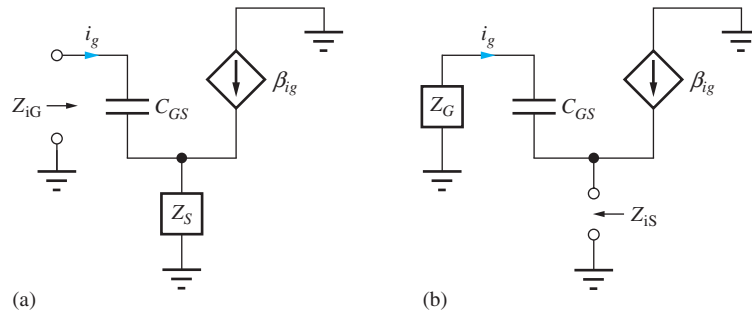 i_g
Z_iG
C_GS
β_ig
Z_S
(a)
i_g
Z_G
C_GS
β_ig
Z_iS
(b)